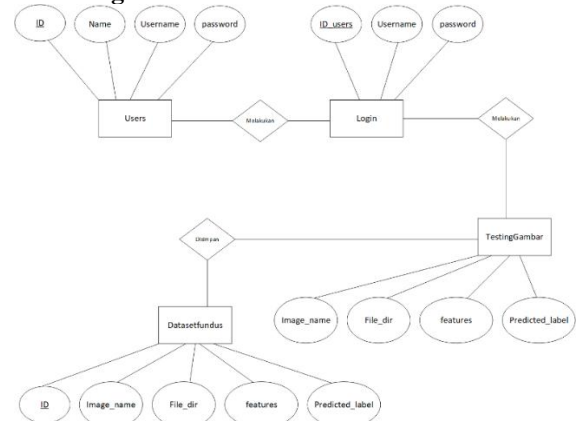 ID Name Username password
ID_users Username password
Users
Melakukan
Login
Melakukan
Disimpan
TestingGambar
Image_name File_dir features Predicted_label
Datasetfundus
ID Image_name File_dir features Predicted_label